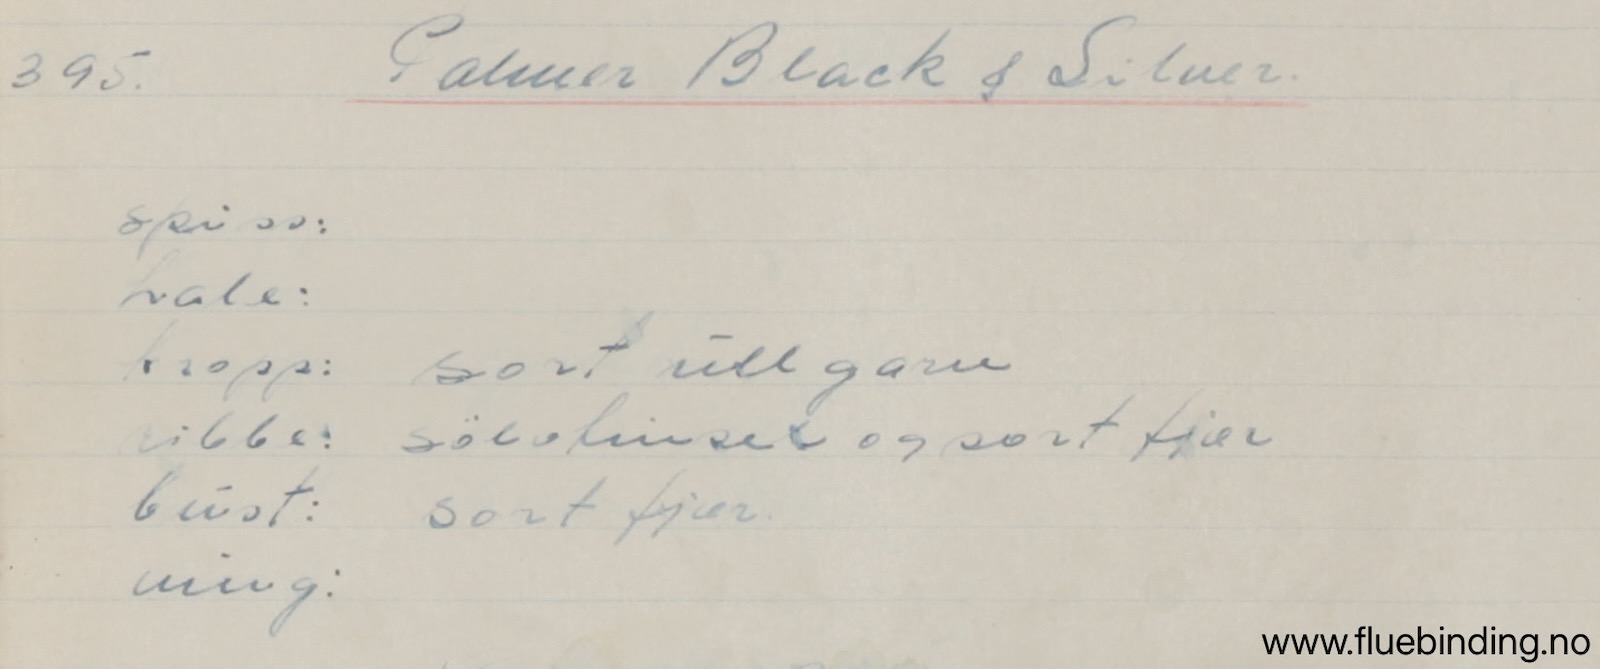 395. Palmer Black & Silver.
spiss:
hale:
kropp: sort ullgarn
ribbe: sölvtinsel og sort fjær
bust: sort fjær.
ving:
www.fluebinding.no